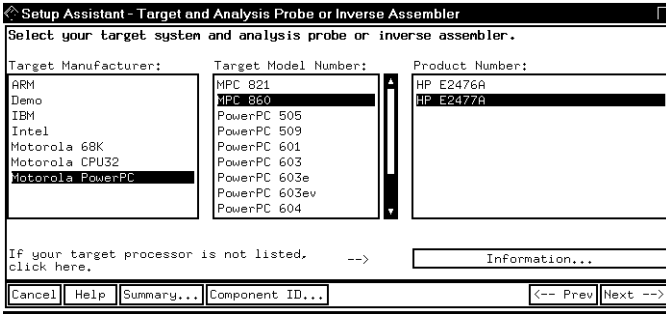 Setup Assistant - Target and Analysis Probe or Inverse Assembler
Select your target system and analysis probe or inverse assembler.
Target Manufacturer:
ARM
Demo
IBM
Intel
Motorola 68K
Motorola CPU32
Motorola PowerPC
Target Model Number:
MPC 821
MPC 860
PowerPC 505
PowerPC 509
PowerPC 601
PowerPC 603
PowerPC 603e
PowerPC 603ev
PowerPC 604
Product Number:
HP E2476A
HP E2477A
If your target processor is not listed,
click here.
-->
Information...
Cancel Help Summary... Component ID... <-- Prev Next -->